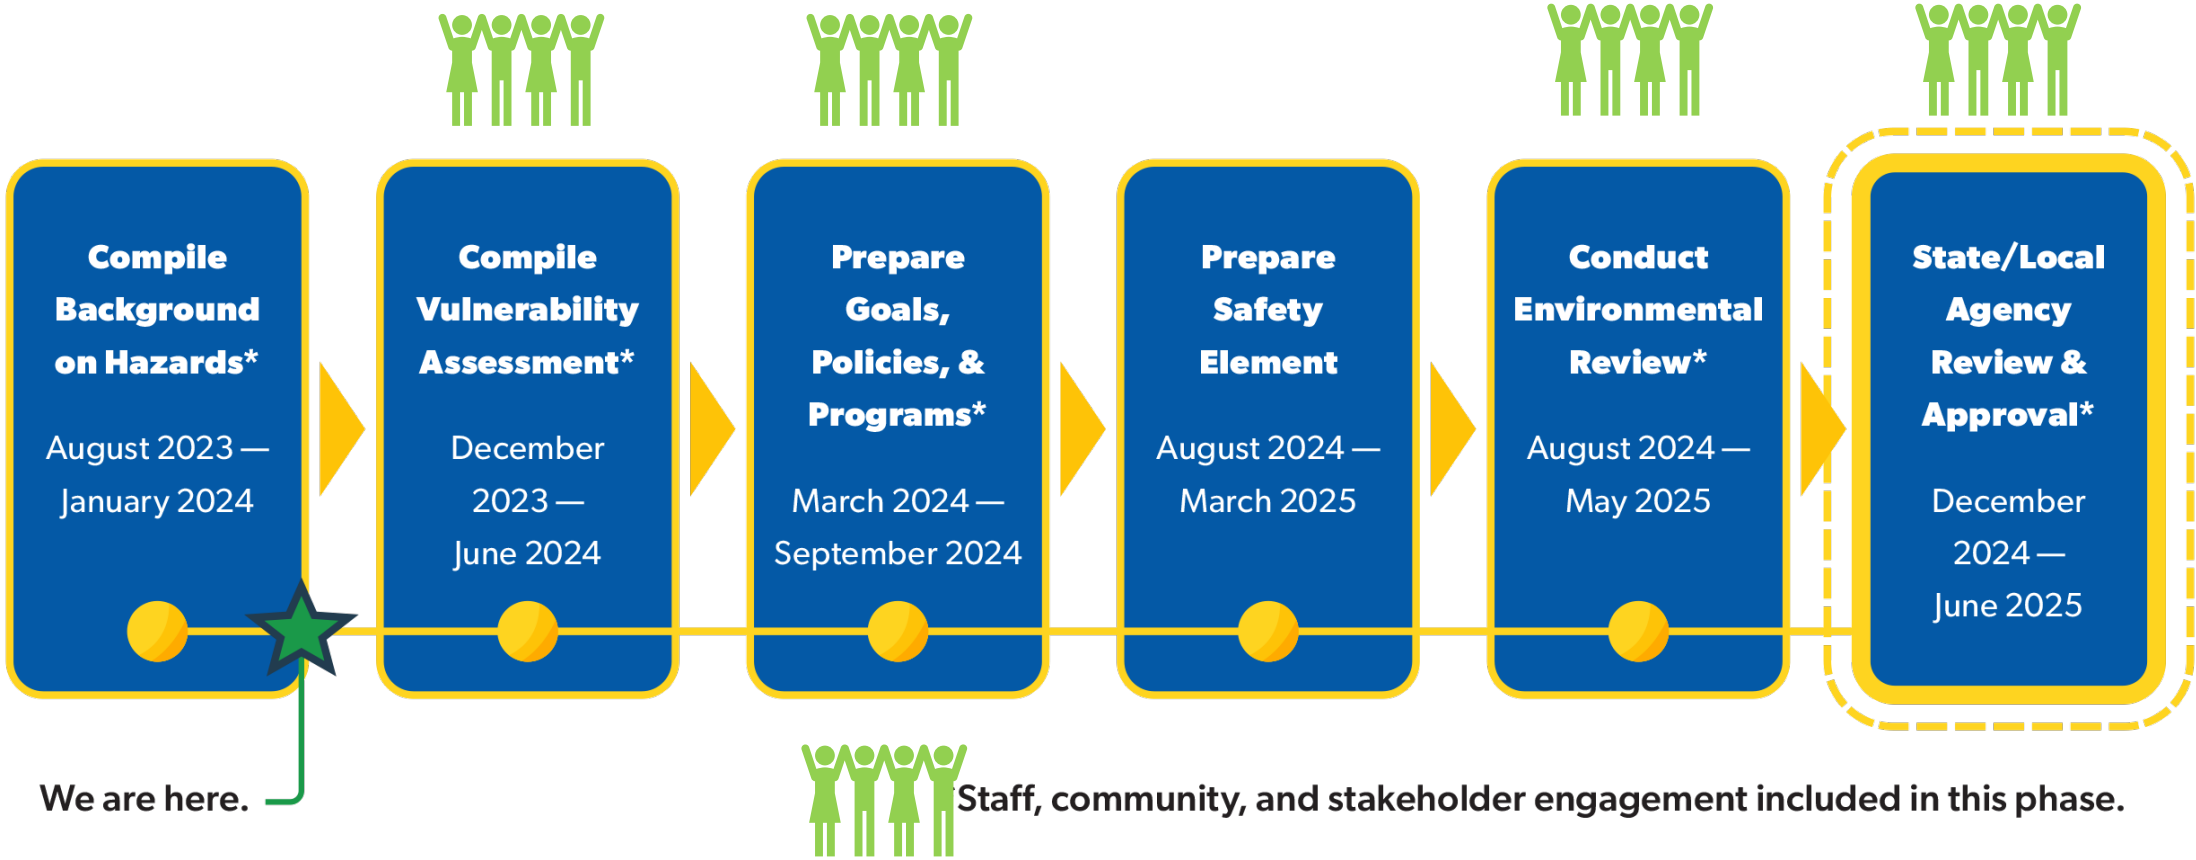 Compile
Background
on Hazards*
August 2023 —
January 2024
Compile
Vulnerability
Assessment*
December
2023 —
June 2024
Prepare
Goals,
Policies, &
Programs*
March 2024 —
September 2024
Prepare
Safety
Element
August 2024 —
March 2025
Conduct
Environmental
Review*
August 2024 —
May 2025
State/Local
Agency
Review &
Approval*
December
2024 —
June 2025
We are here.
Staff, community, and stakeholder engagement included in this phase.